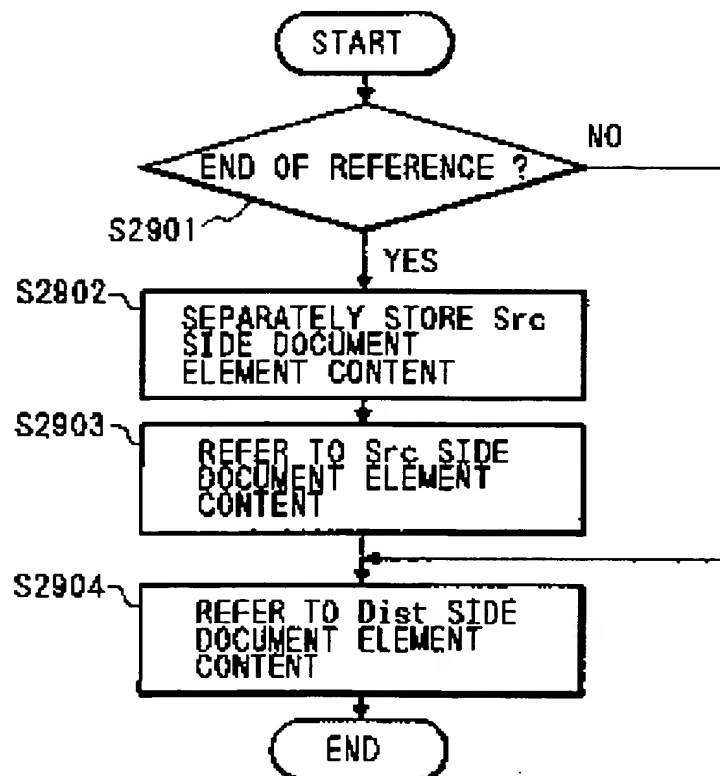 START
END OF REFERENCE ?
NO
S2901
YES
S2902
SEPARATELY STORE Src
SIDE DOCUMENT
ELEMENT CONTENT
S2903
REFER TO Src SIDE
DOCUMENT ELEMENT
CONTENT
S2904
REFER TO Dist SIDE
DOCUMENT ELEMENT
CONTENT
END